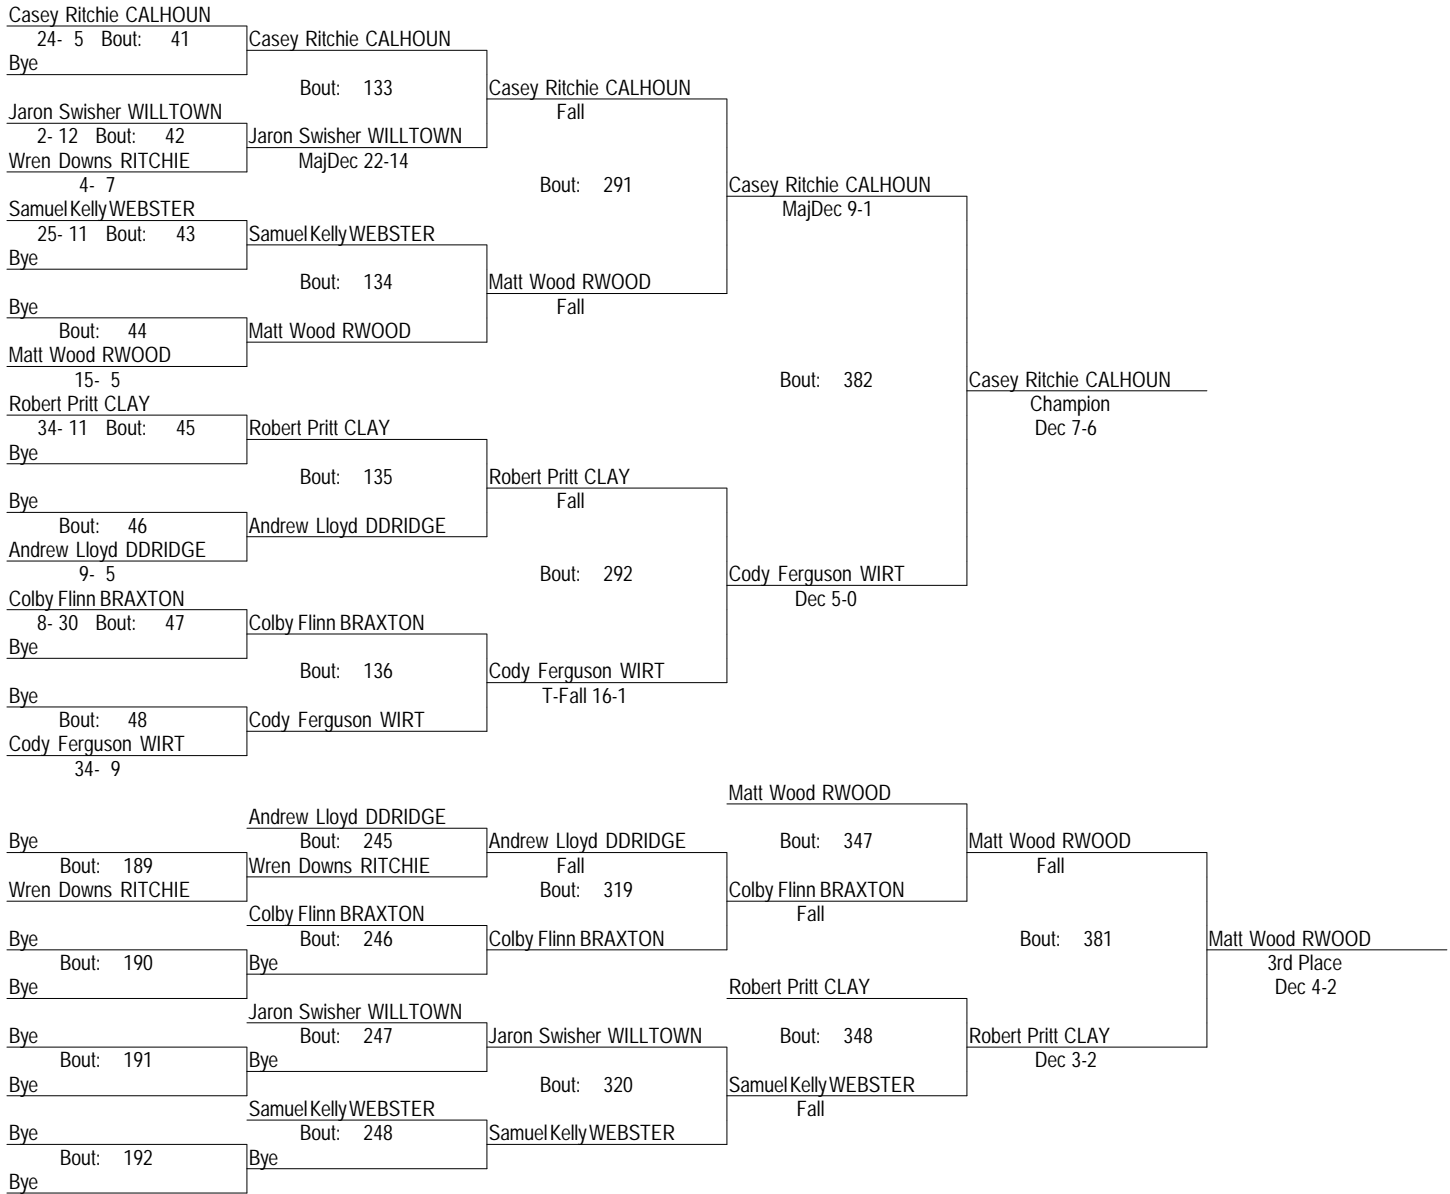 Casey Ritchie CALHOUN
24- 5 Bout: 41
Casey Ritchie CALHOUN
Bye
Bout: 133
Casey Ritchie CALHOUN
Jaron Swisher WILLTOWN
Fall
2- 12 Bout: 42
Jaron Swisher WILLTOWN
Wren Downs RITCHIE
MajDec 22-14
4- 7
Bout: 291
Casey Ritchie CALHOUN
Samuel Kelly WEBSTER
MajDec 9-1
25- 11 Bout: 43
Samuel Kelly WEBSTER
Bye
Bout: 134
Matt Wood RWOOD
Bye
Fall
Bout: 44
Matt Wood RWOOD
Matt Wood RWOOD
15- 5
Bout: 382
Casey Ritchie CALHOUN
Robert Pritt CLAY
Champion
34- 11 Bout: 45
Robert Pritt CLAY
Dec 7-6
Bye
Bout: 135
Robert Pritt CLAY
Bye
Fall
Bout: 46
Andrew Lloyd DDRIDGE
Andrew Lloyd DDRIDGE
9- 5
Bout: 292
Cody Ferguson WIRT
Colby Flinn BRAXTON
Dec 5-0
8- 30 Bout: 47
Colby Flinn BRAXTON
Bye
Bout: 136
Cody Ferguson WIRT
Bye
T-Fall 16-1
Bout: 48
Cody Ferguson WIRT
Cody Ferguson WIRT
34- 9
Matt Wood RWOOD
Andrew Lloyd DDRIDGE
Bye
Bout: 245
Andrew Lloyd DDRIDGE
Bout: 347
Matt Wood RWOOD
Bout: 189
Wren Downs RITCHIE
Fall
Fall
Wren Downs RITCHIE
Bout: 319
Colby Flinn BRAXTON
Colby Flinn BRAXTON
Fall
Bye
Bout: 246
Colby Flinn BRAXTON
Bout: 381
Matt Wood RWOOD
Bout: 190
Bye
3rd Place
Bye
Robert Pritt CLAY
Dec 4-2
Jaron Swisher WILLTOWN
Bye
Bout: 247
Jaron Swisher WILLTOWN
Bout: 348
Robert Pritt CLAY
Bout: 191
Bye
Dec 3-2
Bye
Bout: 320
Samuel Kelly WEBSTER
Samuel Kelly WEBSTER
Fall
Bye
Bout: 248
Samuel Kelly WEBSTER
Bout: 192
Bye
Bye